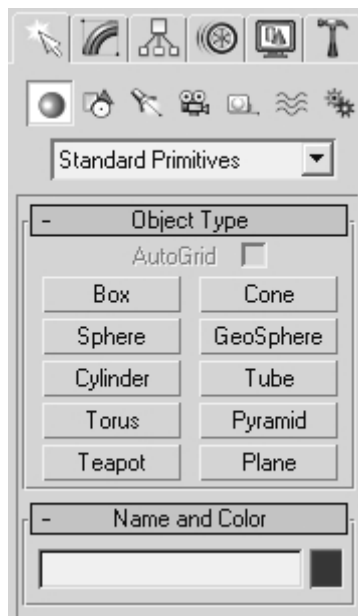 Standard Primitives
- Object Type
AutoGrid
Box Cone
Sphere GeoSphere
Cylinder Tube
Torus Pyramid
Teapot Plane
- Name and Color